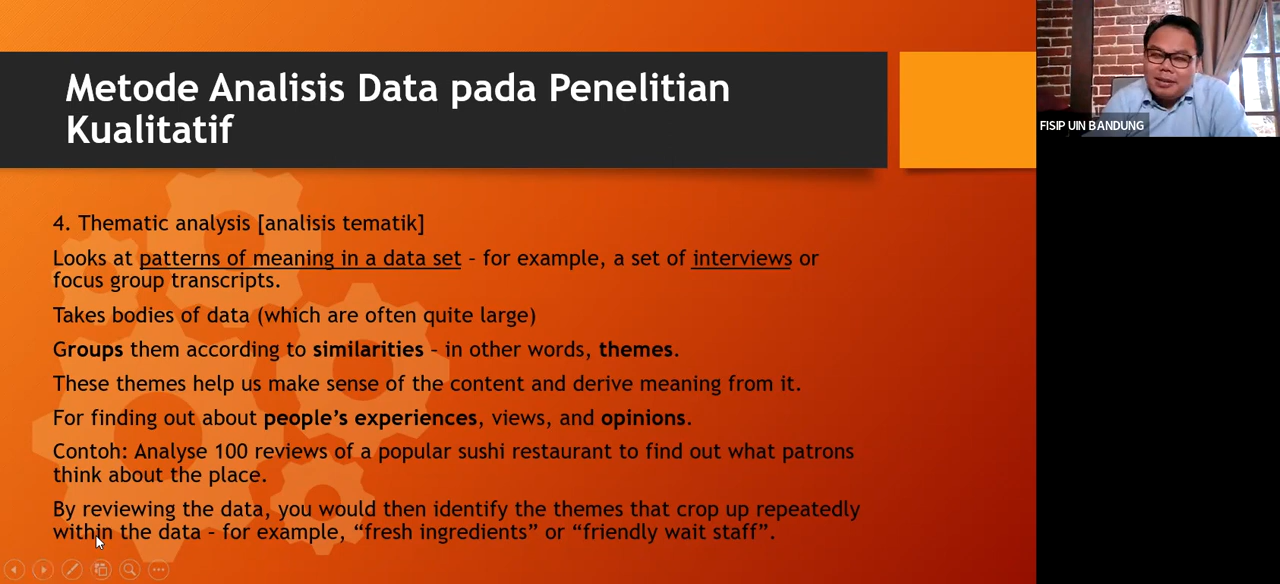 Metode Analisis Data pada Penelitian
Kualitatif
FISIP UIN BANDUNG
4. Thematic analysis [analisis tematik]
Looks at patterns of meaning in a data set – for example, a set of interviews or
focus group transcripts.
Takes bodies of data (which are often quite large)
Groups them according to similarities – in other words, themes.
These themes help us make sense of the content and derive meaning from it.
For finding out about people’s experiences, views, and opinions.
Contoh: Analyse 100 reviews of a popular sushi restaurant to find out what patrons
think about the place.
By reviewing the data, you would then identify the themes that crop up repeatedly
within the data – for example, “fresh ingredients” or “friendly wait staff”.